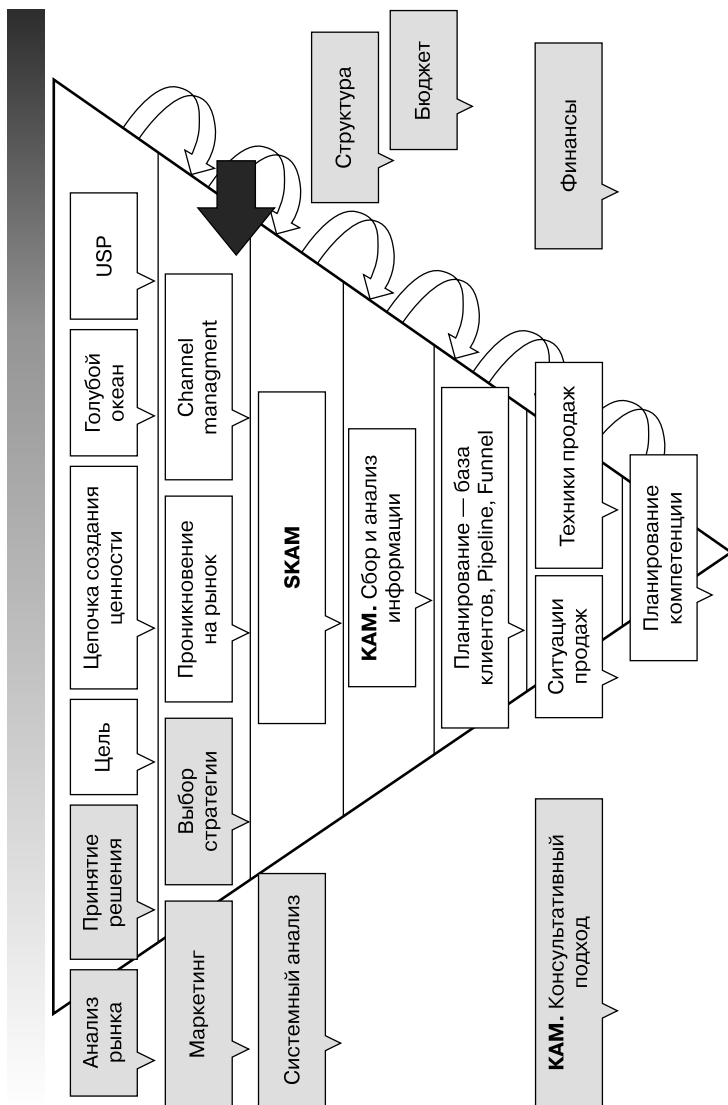 Анализ
рынка
Принятие
решения
Цель
Цепочка создания
ценности
Голубой
океан
USP
Маркетинг
Выбор
стратегии
Проникновение
на рынок
Channel
managment
Системный анализ
SKAM
Структура
KAM. Сбор и анализ
информации
Бюджет
Планирование — база
клиентов, Pipeline, Funnel
KAM. Консультативный
подход
Ситуации
продаж
Техники продаж
Финансы
Планирование
компетенции